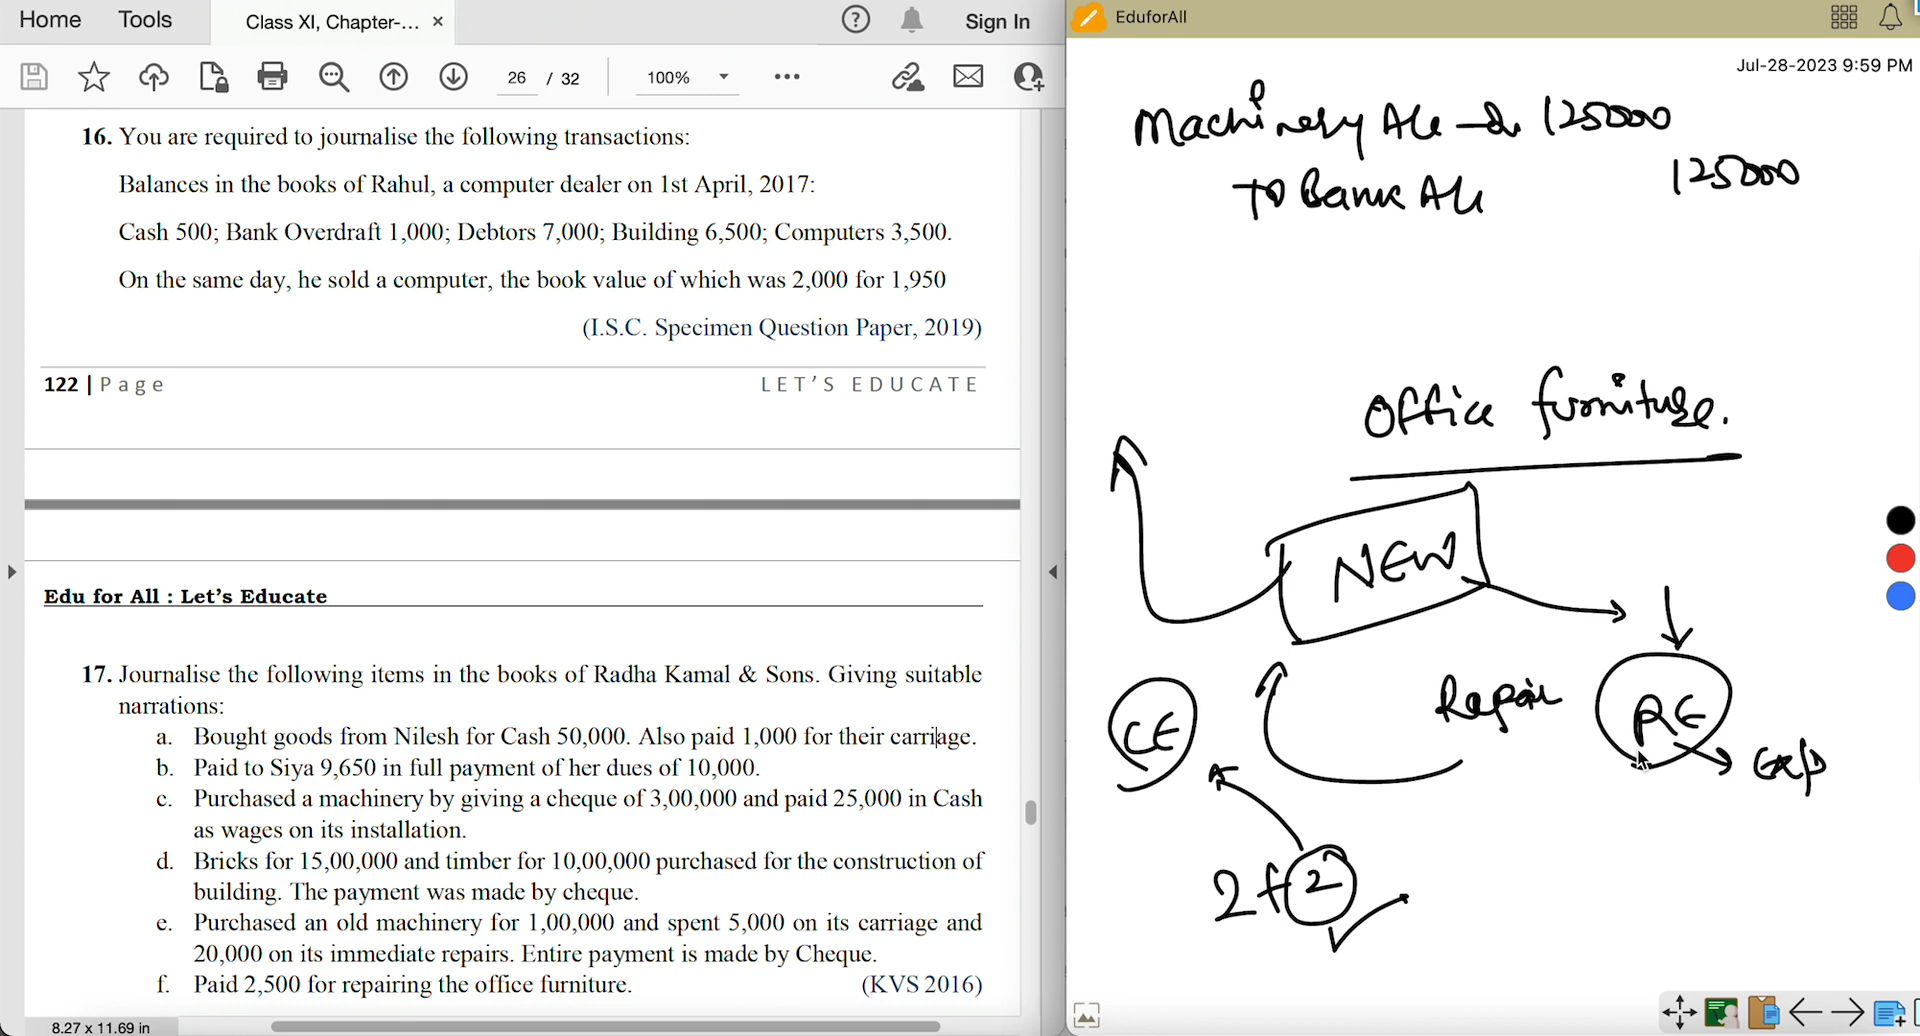 Home Tools Class XI, Chapter-... × Sign In
26 / 32 100%
16. You are required to journalise the following transactions:
Balances in the books of Rahul, a computer dealer on 1st April, 2017:
Cash 500; Bank Overdraft 1,000; Debtors 7,000; Building 6,500; Computers 3,500.
On the same day, he sold a computer, the book value of which was 2,000 for 1,950
(I.S.C. Specimen Question Paper, 2019)
122 | Page LET'S EDUCATE
Edu for All : Let's Educate
17. Journalise the following items in the books of Radha Kamal & Sons. Giving suitable
narrations:
a. Bought goods from Nilesh for Cash 50,000. Also paid 1,000 for their carriage.
b. Paid to Siya 9,650 in full payment of her dues of 10,000.
c. Purchased a machinery by giving a cheque of 3,00,000 and paid 25,000 in Cash
as wages on its installation.
d. Bricks for 15,00,000 and timber for 10,00,000 purchased for the construction of
building. The payment was made by cheque.
e. Purchased an old machinery for 1,00,000 and spent 5,000 on its carriage and
20,000 on its immediate repairs. Entire payment is made by Cheque.
f. Paid 2,500 for repairing the office furniture. (KVS 2016)
8.27 x 11.69 in
EduforAll
Jul-28-2023 9:59 PM
Machinery A/c - Dr 125000
To Bank A/c 125000
Office furniture.
NEW
CE Repair RE
exp
2 + 2